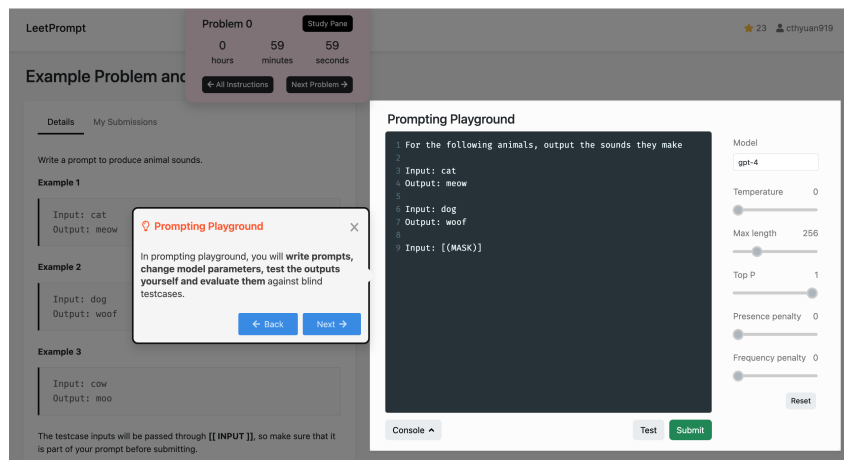 LeetPrompt
Problem 0
Study Pane
0
59
59
hours
minutes
seconds
← All Instructions
Next Problem →
23
cthyuan919
Example Problem and
Details
My Submissions
Write a prompt to produce animal sounds.
Example 1
Input: cat
Output: meow
Example 2
Input: dog
Output: woof
Example 3
Input: cow
Output: moo
The testcase inputs will be passed through [[ INPUT ]], so make sure that it
is part of your prompt before submitting.
Prompting Playground
In prompting playground, you will write prompts,
change model parameters, test the outputs
yourself and evaluate them against blind
testcases.
← Back
Next →
Prompting Playground
1 For the following animals, output the sounds they make
2
3 Input: cat
4 Output: meow
5
6 Input: dog
7 Output: woof
8
9 Input: [(MASK)]
Console
Test
Submit
Model
gpt-4
Temperature 0
Max length 256
Top P 1
Presence penalty 0
Frequency penalty 0
Reset